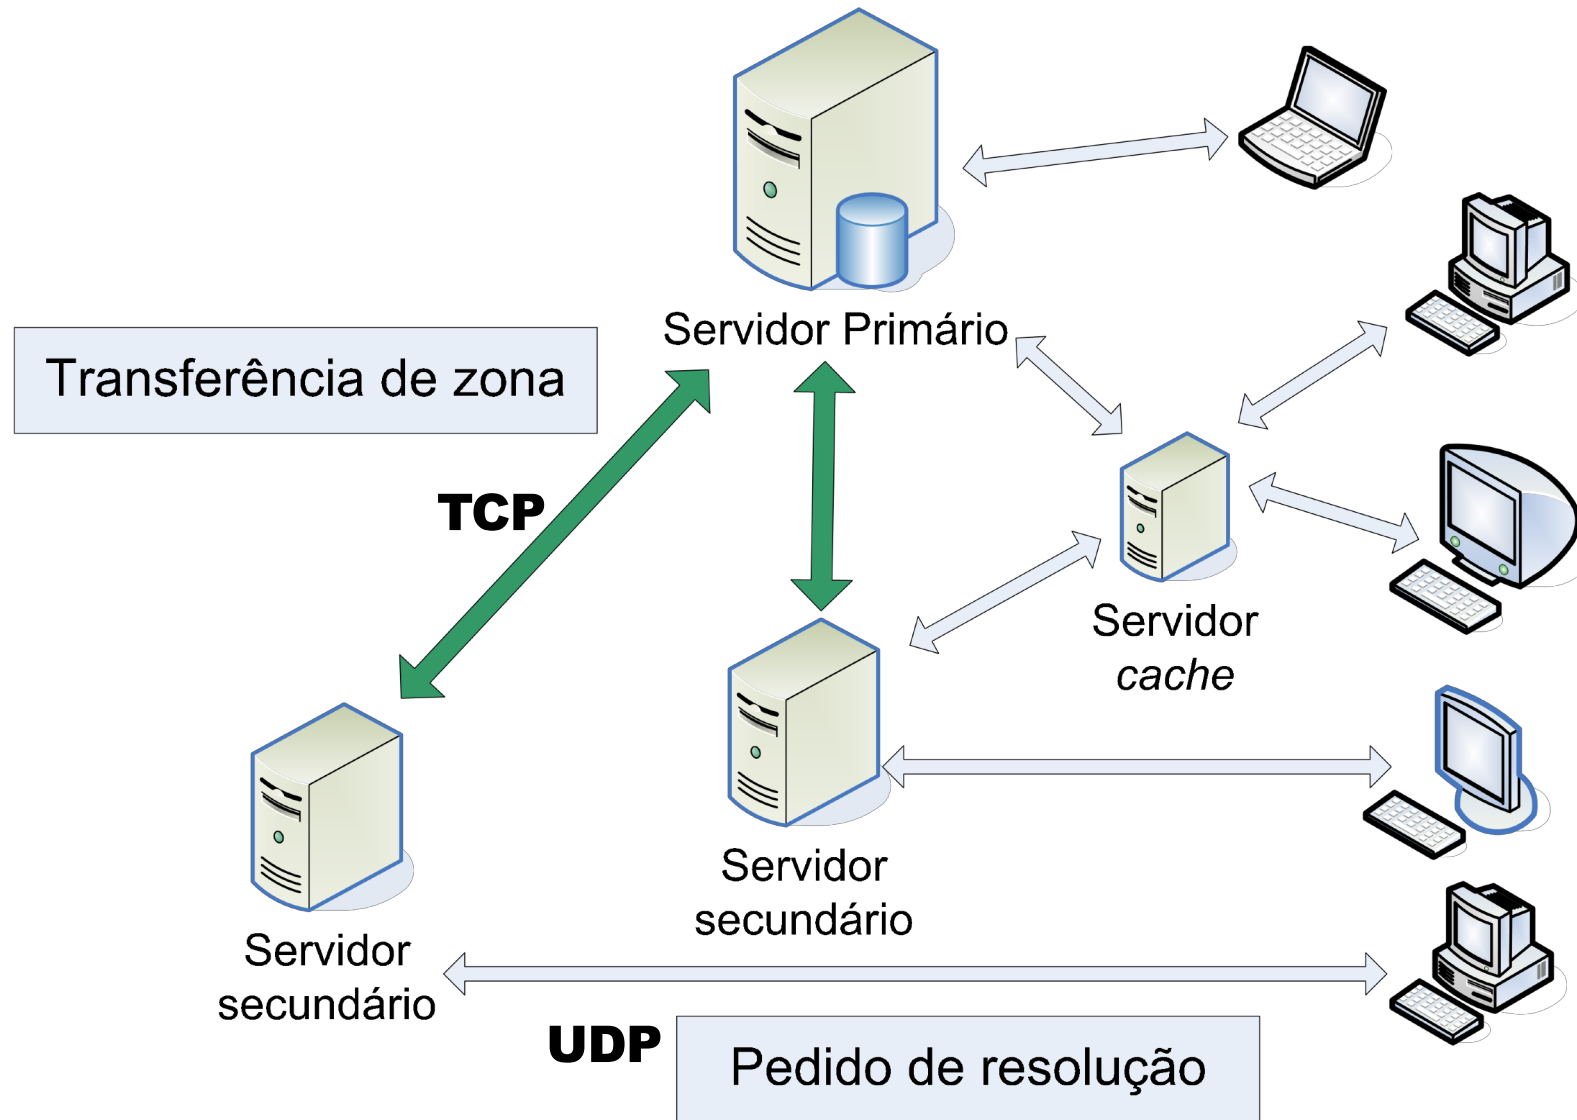 Servidor Primário
Transferência de zona
TCP
Servidor
cache
Servidor
secundário
Servidor
secundário
UDP
Pedido de resolução